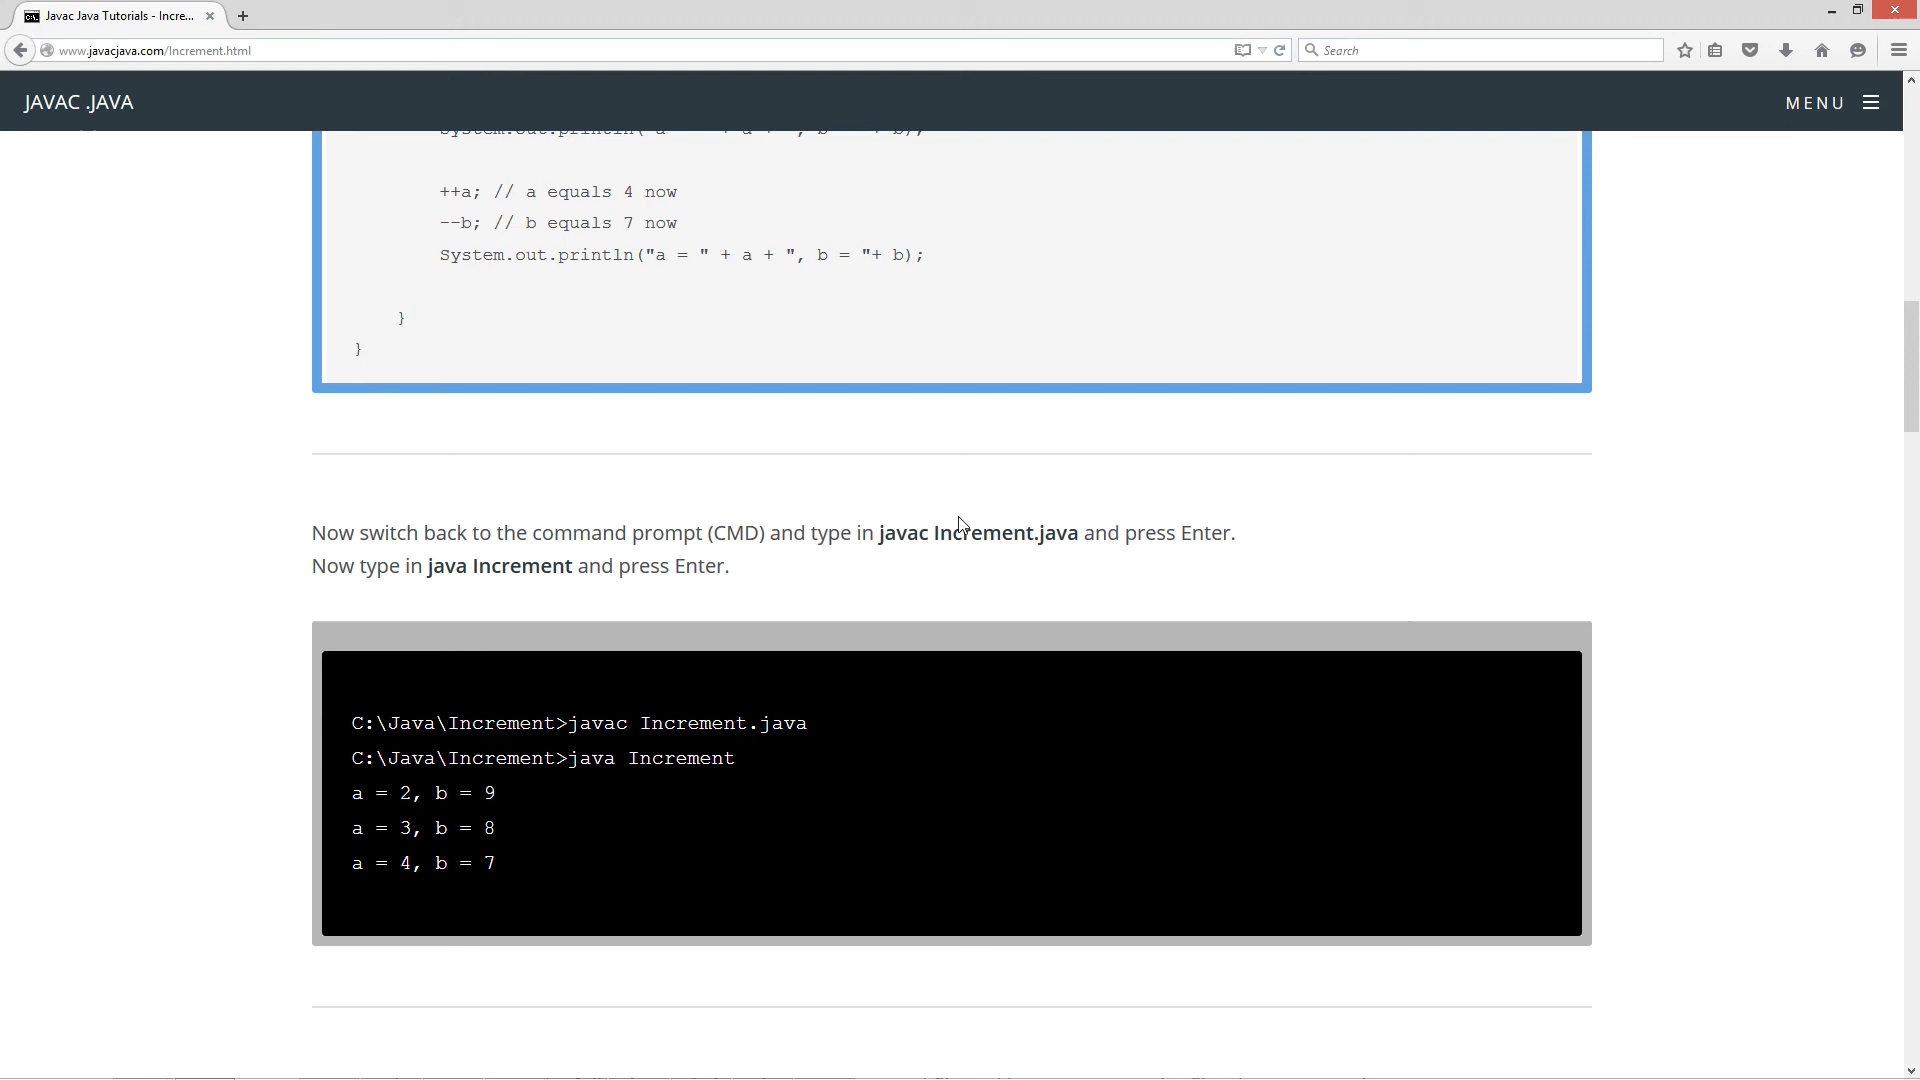 Javac Java Tutorials - Incre...
www.javacjava.com/Increment.html
Search
JAVAC .JAVA
MENU
System.out.println("a = " + a + ", b = "+ b);
++a; // a equals 4 now
--b; // b equals 7 now
System.out.println("a = " + a + ", b = "+ b);
}
}
Now switch back to the command prompt (CMD) and type in javac Increment.java and press Enter.
Now type in java Increment and press Enter.
C:\Java\Increment>javac Increment.java
C:\Java\Increment>java Increment
a = 2, b = 9
a = 3, b = 8
a = 4, b = 7